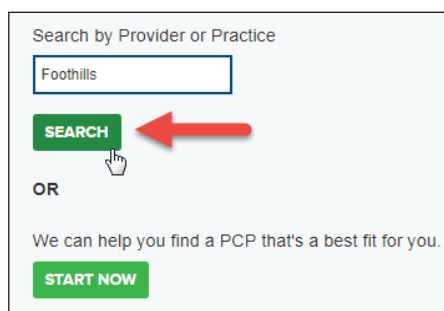 Search by Provider or Practice
Foothills
SEARCH
OR
We can help you find a PCP that's a best fit for you.
START NOW